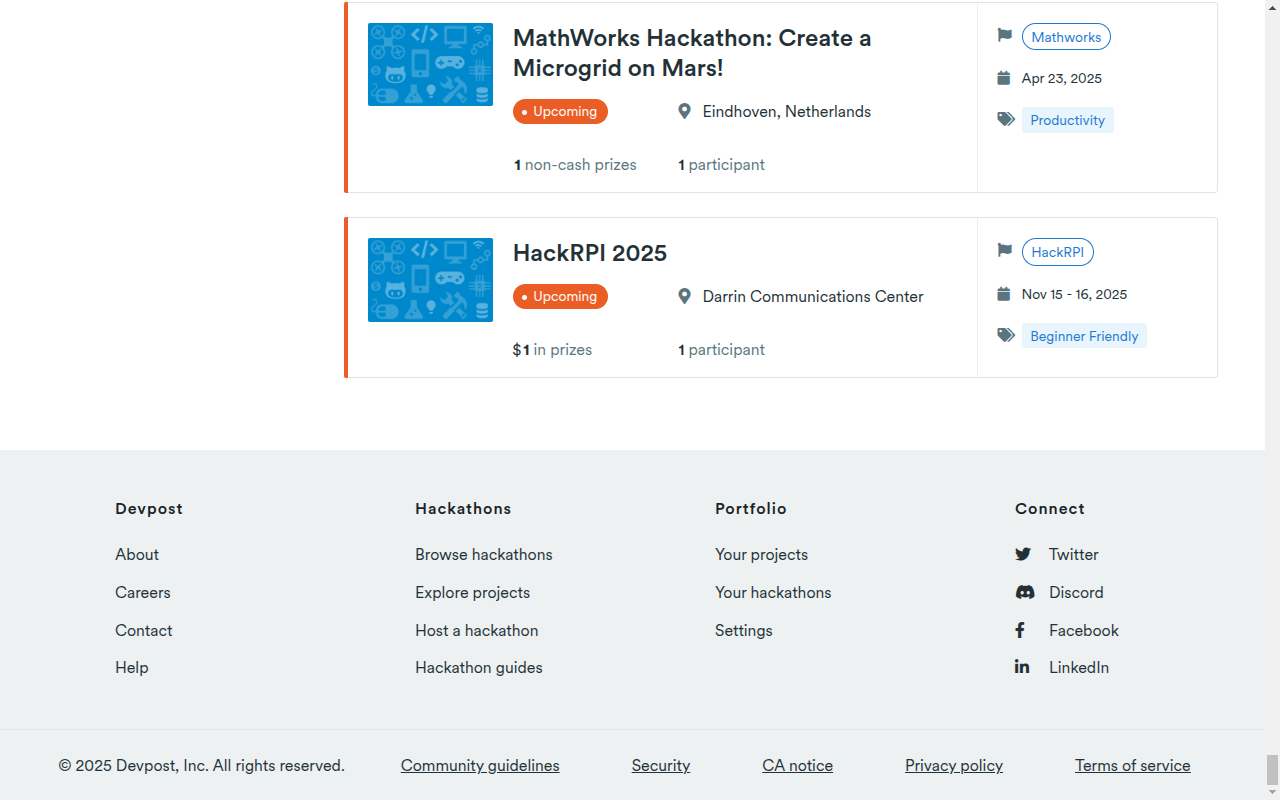 MathWorks Hackathon: Create a
Microgrid on Mars!
Upcoming
Eindhoven, Netherlands
1 non-cash prizes
1 participant
Mathworks
Apr 23, 2025
Productivity
HackRPI 2025
Upcoming
Darrin Communications Center
$1 in prizes
1 participant
HackRPI
Nov 15 - 16, 2025
Beginner Friendly
Devpost
About
Careers
Contact
Help
Hackathons
Browse hackathons
Explore projects
Host a hackathon
Hackathon guides
Portfolio
Your projects
Your hackathons
Settings
Connect
Twitter
Discord
Facebook
LinkedIn
© 2025 Devpost, Inc. All rights reserved.
Community guidelines
Security
CA notice
Privacy policy
Terms of service